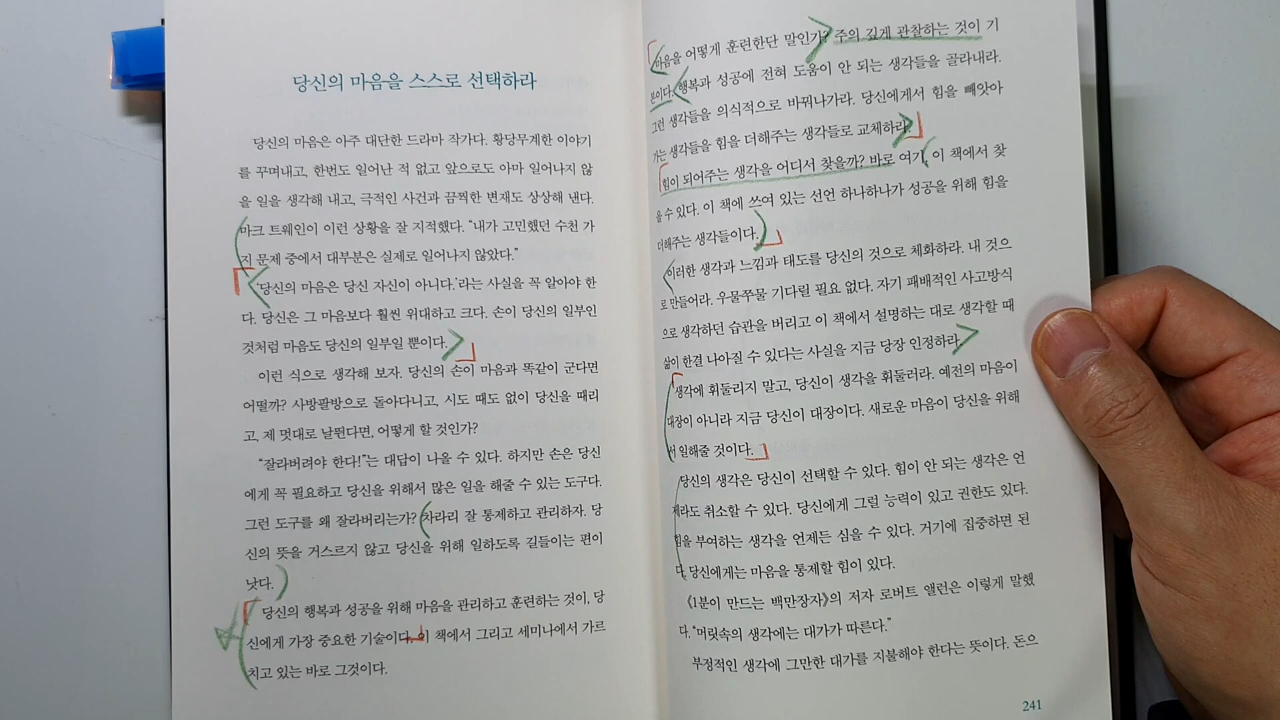 당신의 마음을 스스로 선택하라
당신의 마음은 아주 대단한 드라마 작가다. 황당무계한 이야기
를 꾸며내고, 한번도 일어난 적 없고 앞으로도 아마 일어나지 않
을 일을 생각해 내고, 극적인 사건과 끔찍한 변재도 상상해 낸다.
마크 트웨인이 이런 상황을 잘 지적했다. “내가 고민했던 수천 가
지 문제 중에서 대부분은 실제로 일어나지 않았다.”
‘당신의 마음은 당신 자신이 아니다.’라는 사실을 꼭 알아야 한
다. 당신은 그 마음보다 훨씬 위대하고 크다. 손이 당신의 일부인
것처럼 마음도 당신의 일부일 뿐이다.
이런 식으로 생각해 보자. 당신의 손이 마음과 똑같이 군다면
어떨까? 사방팔방으로 돌아다니고, 시도 때도 없이 당신을 때리
고, 제 멋대로 날뛴다면, 어떻게 할 것인가?
“잘라버려야 한다!”는 대답이 나올 수 있다. 하지만 손은 당신
에게 꼭 필요하고 당신을 위해서 많은 일을 해줄 수 있는 도구다.
그런 도구를 왜 잘라버리는가? 차라리 잘 통제하고 관리하자. 당
신의 뜻을 거스르지 않고 당신을 위해 일하도록 길들이는 편이
낫다.
당신의 행복과 성공을 위해 마음을 관리하고 훈련하는 것이, 당
신에게 가장 중요한 기술이다. 이 책에서 그리고 세미나에서 가르
치고 있는 바로 그것이다.
마음을 어떻게 훈련한단 말인가? 주의 깊게 관찰하는 것이 기
본이다. 행복과 성공에 전혀 도움이 안 되는 생각들을 골라내라.
그런 생각들을 의식적으로 바꿔나가라. 당신에게서 힘을 빼앗아
가는 생각들을 힘을 더해주는 생각들로 교체하라.
힘이 되어주는 생각을 어디서 찾을까? 바로 여기, 이 책에서 찾
을 수 있다. 이 책에 쓰여 있는 선언 하나하나가 성공을 위해 힘을
더해주는 생각들이다.
이러한 생각과 느낌과 태도를 당신의 것으로 체화하라. 내 것으
로 만들어라. 우물쭈물 기다릴 필요 없다. 자기 패배적인 사고방식
으로 생각하던 습관을 버리고 이 책에서 설명하는 대로 생각할 때
삶이 한결 나아질 수 있다는 사실을 지금 당장 인정하라.
생각에 휘둘리지 말고, 당신이 생각을 휘둘러라. 예전의 마음이
대장이 아니라 지금 당신이 대장이다. 새로운 마음이 당신을 위해
서 일해줄 것이다.
당신의 생각은 당신이 선택할 수 있다. 힘이 안 되는 생각은 언
제라도 취소할 수 있다. 당신에게 그럴 능력이 있고 권한도 있다.
힘을 부여하는 생각을 언제든 심을 수 있다. 거기에 집중하면 된
다. 당신에게는 마음을 통제할 힘이 있다.
《1분이 만드는 백만장자》의 저자 로버트 앨런은 이렇게 말했
다. “머릿속의 생각에는 대가가 따른다.”
부정적인 생각에 그만한 대가를 지불해야 한다는 뜻이다. 돈으
241